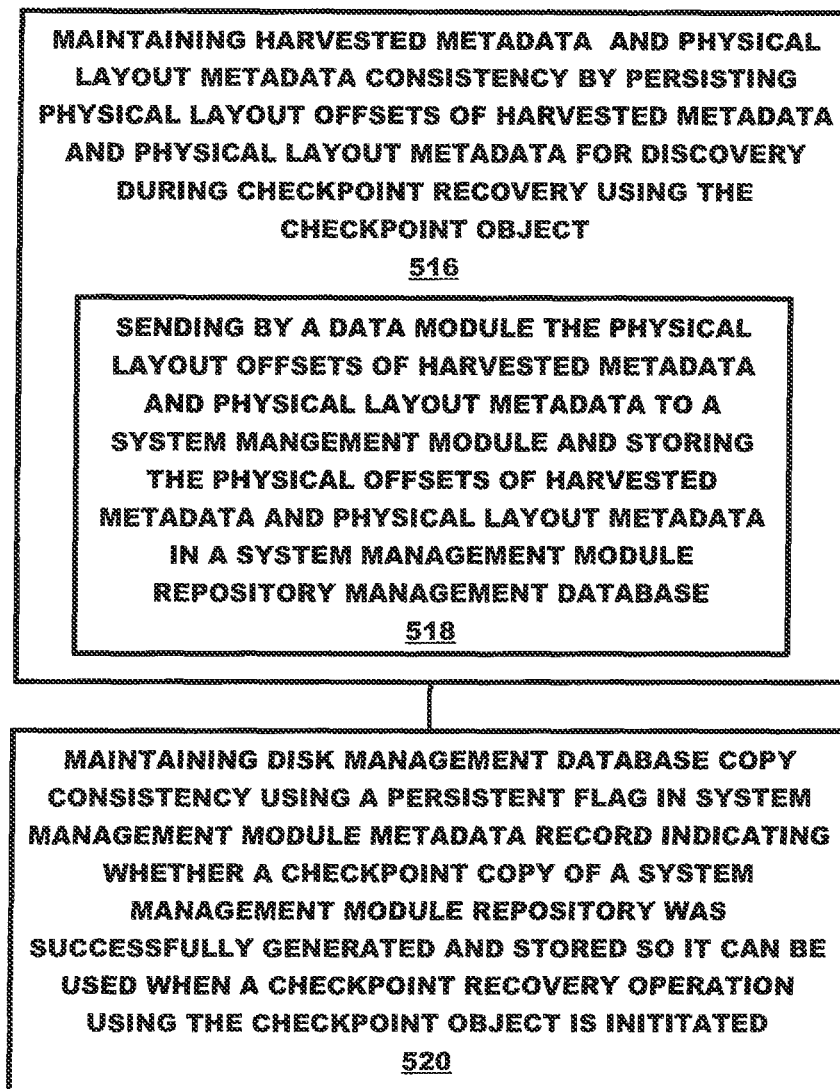 MAINTAINING HARVESTED METADATA AND PHYSICAL
LAYOUT METADATA CONSISTENCY BY PERSISTING
PHYSICAL LAYOUT OFFSETS OF HARVESTED METADATA
AND PHYSICAL LAYOUT METADATA FOR DISCOVERY
DURING CHECKPOINT RECOVERY USING THE
CHECKPOINT OBJECT
516
SENDING BY A DATA MODULE THE PHYSICAL
LAYOUT OFFSETS OF HARVESTED METADATA
AND PHYSICAL LAYOUT METADATA TO A
SYSTEM MANGEMENT MODULE AND STORING
THE PHYSICAL OFFSETS OF HARVESTED
METADATA AND PHYSICAL LAYOUT METADATA
IN A SYSTEM MANAGEMENT MODULE
REPOSITORY MANAGEMENT DATABASE
518
MAINTAINING DISK MANAGEMENT DATABASE COPY
CONSISTENCY USING A PERSISTENT FLAG IN SYSTEM
MANAGEMENT MODULE METADATA RECORD INDICATING
WHETHER A CHECKPOINT COPY OF A SYSTEM
MANAGEMENT MODULE REPOSITORY WAS
SUCCESSFULLY GENERATED AND STORED SO IT CAN BE
USED WHEN A CHECKPOINT RECOVERY OPERATION
USING THE CHECKPOINT OBJECT IS INITITATED
520